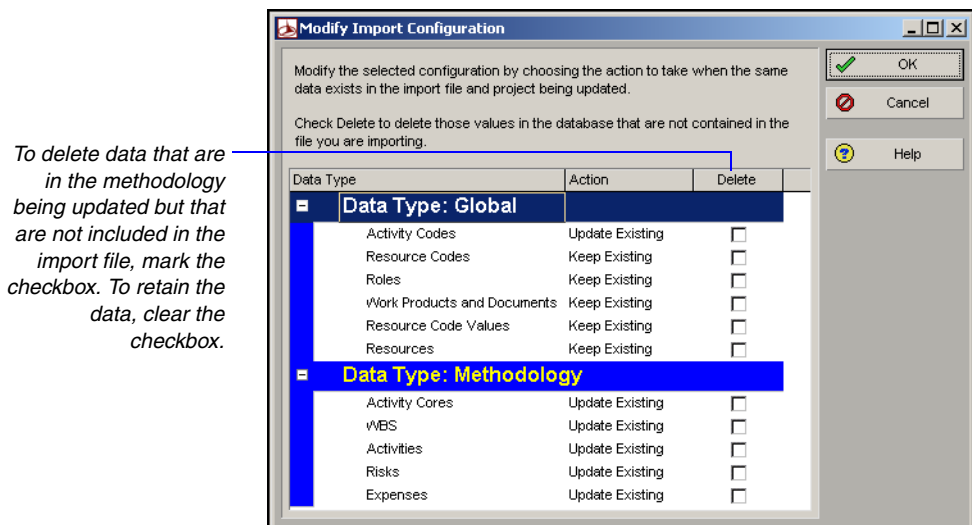 Modify Import Configuration
Modify the selected configuration by choosing the action to take when the same
data exists in the import file and project being updated.
Check Delete to delete those values in the database that are not contained in the
file you are importing.
OK
Cancel
Help
To delete data that are
in the methodology
being updated but that
are not included in the
import file, mark the
checkbox. To retain the
data, clear the
checkbox.
Data Type Action Delete
Data Type: Global
Activity Codes Update Existing
Resource Codes Keep Existing
Roles Keep Existing
Work Products and Documents Keep Existing
Resource Code Values Keep Existing
Resources Keep Existing
Data Type: Methodology
Activity Cores Update Existing
WBS Update Existing
Activities Update Existing
Risks Update Existing
Expenses Update Existing